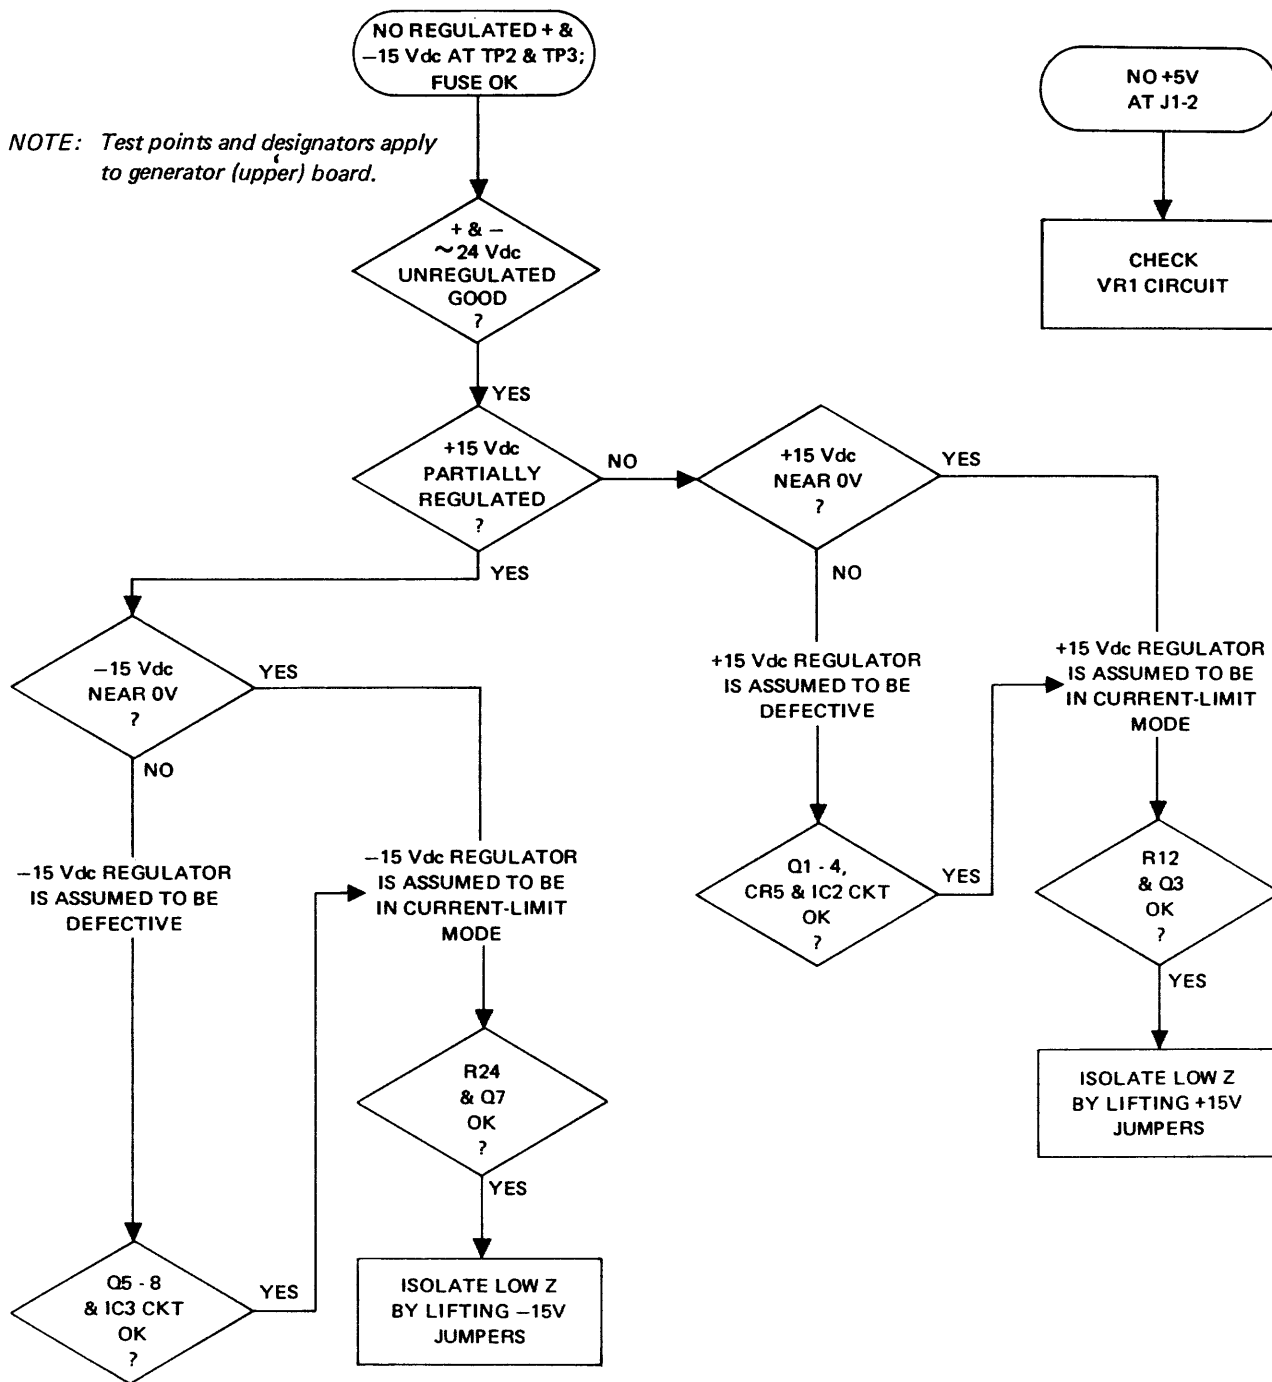 NO REGULATED + &
−15 Vdc AT TP2 & TP3;
FUSE OK
NO +5V
AT J1-2
NOTE: Test points and designators apply
to generator (upper) board.
+ & −
~24 Vdc
UNREGULATED
GOOD
?
CHECK
VR1 CIRCUIT
YES
+15 Vdc
PARTIALLY
REGULATED
?
NO
+15 Vdc
NEAR 0V
?
YES
YES
NO
−15 Vdc
NEAR 0V
?
YES
NO
+15 Vdc REGULATOR
IS ASSUMED TO BE
DEFECTIVE
+15 Vdc REGULATOR
IS ASSUMED TO BE
IN CURRENT-LIMIT
MODE
−15 Vdc REGULATOR
IS ASSUMED TO BE
DEFECTIVE
−15 Vdc REGULATOR
IS ASSUMED TO BE
IN CURRENT-LIMIT
MODE
Q1 - 4,
CR5 & IC2 CKT
OK
?
YES
R12
& Q3
OK
?
YES
R24
& Q7
OK
?
YES
ISOLATE LOW Z
BY LIFTING +15V
JUMPERS
Q5 - 8
& IC3 CKT
OK
?
YES
ISOLATE LOW Z
BY LIFTING −15V
JUMPERS